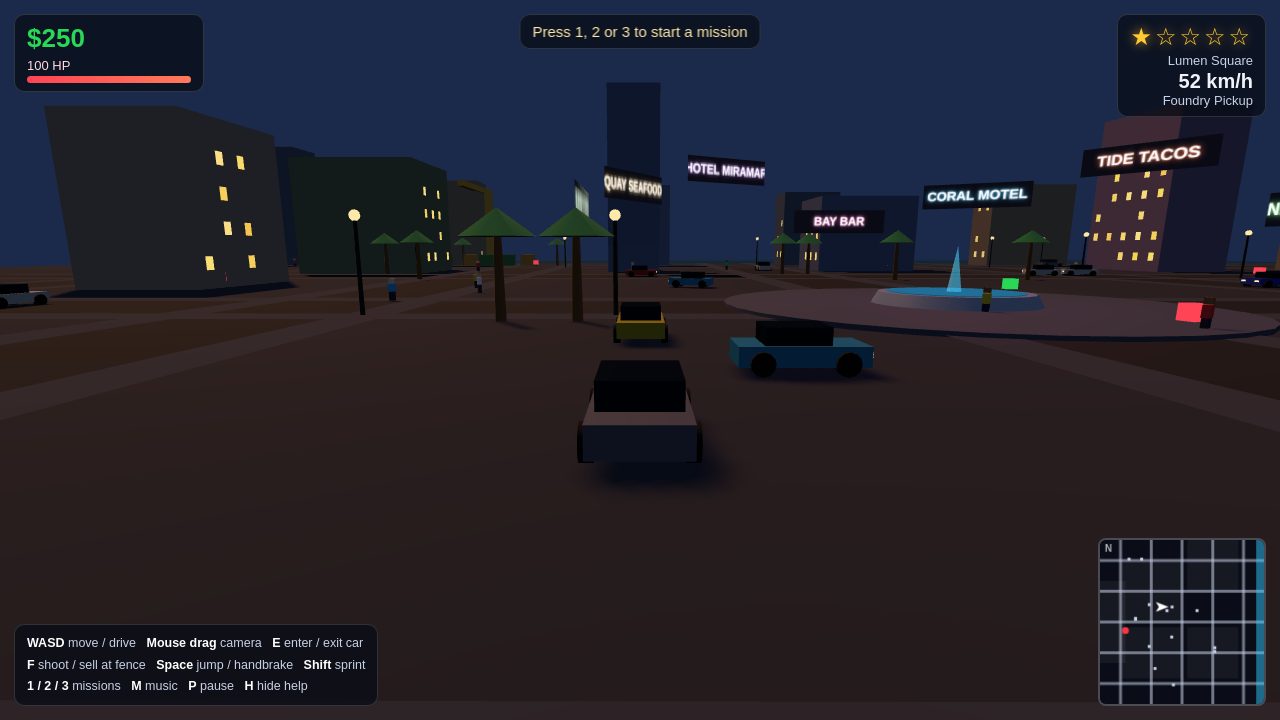 $250
100 HP
Press 1, 2 or 3 to start a mission
★☆☆☆☆
Lumen Square
52 km/h
Foundry Pickup
QUAY SEAFOOD
HOTEL MIRAMAR
BAY BAR
CORAL MOTEL
TIDE TACOS
N
WASD move / drive Mouse drag camera E enter / exit car
F shoot / sell at fence Space jump / handbrake Shift sprint
1 / 2 / 3 missions M music P pause H hide help
N